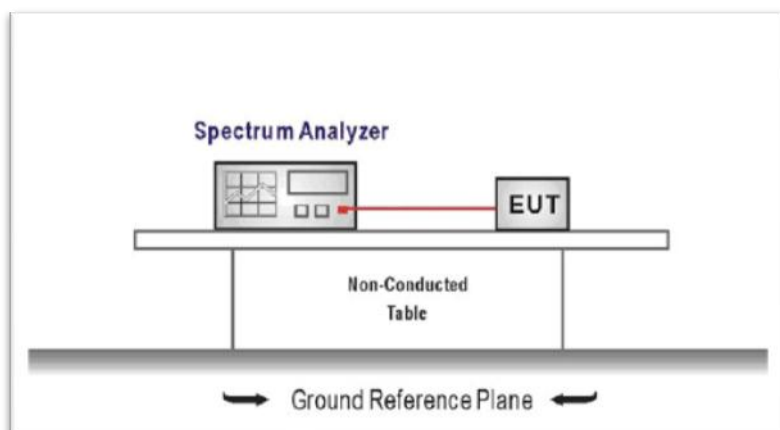 Spectrum Analyzer
EUT
Non-Conducted
Table
Ground Reference Plane